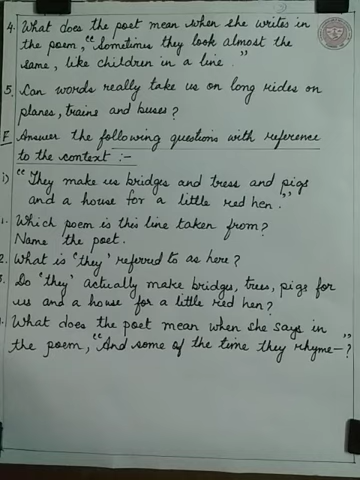 4. What does the poet mean when she writes in
the poem, "Sometimes they look almost the
same, like children in a line."
5. Can words really take us on long rides on
planes, trains and buses?
F Answer the following questions with reference
to the context :-
i) "They make us bridges and tress and pigs
and a house for a little red hen."
1. Which poem is this line taken from?
Name the poet.
2. What is 'they' referred to as here?
3. Do 'they' actually make bridges, trees, pigs for
us and a house for a little red hen?
What does the poet mean when she says in
the poem, "And some of the time they rhyme—"?